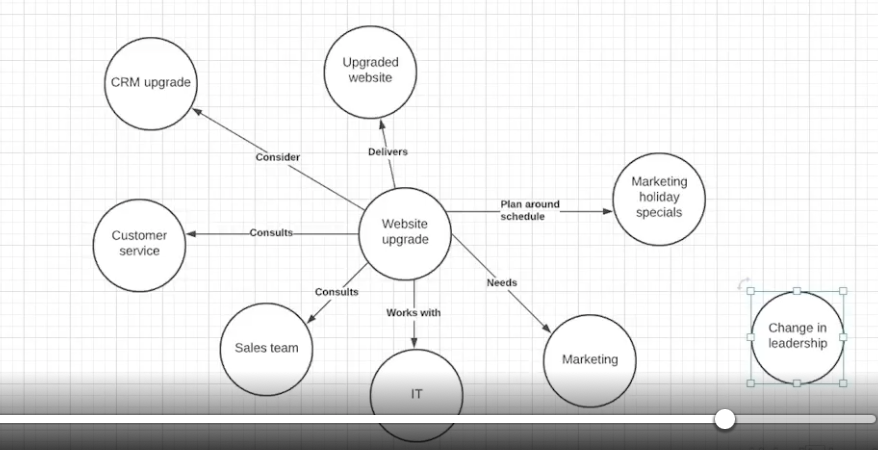 Upgraded
website
CRM upgrade
Delivers
Consider
Marketing
holiday
specials
Plan around
schedule
Website
upgrade
Customer
service
Consults
Needs
Consults
Works with
Change in
leadership
Sales team
Marketing
IT